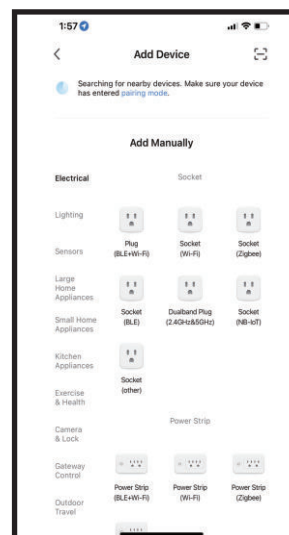 1:57
Add Device
Searching for nearby devices. Make sure your device
has entered pairing mode.
Add Manually
Electrical
Socket
Lighting
Plug
(BLE+Wi-Fi)
Socket
(Wi-Fi)
Socket
(Zigbee)
Sensors
Large
Home
Appliances
Socket
(BLE)
Dualband Plug
(2.4GHz&5GHz)
Socket
(NB-IoT)
Small Home
Appliances
Kitchen
Appliances
Socket
(other)
Exercise
& Health
Power Strip
Camera
& Lock
Gateway
Control
Power Strip
(BLE+Wi-Fi)
Power Strip
(Wi-Fi)
Power Strip
(Zigbee)
Outdoor
Travel